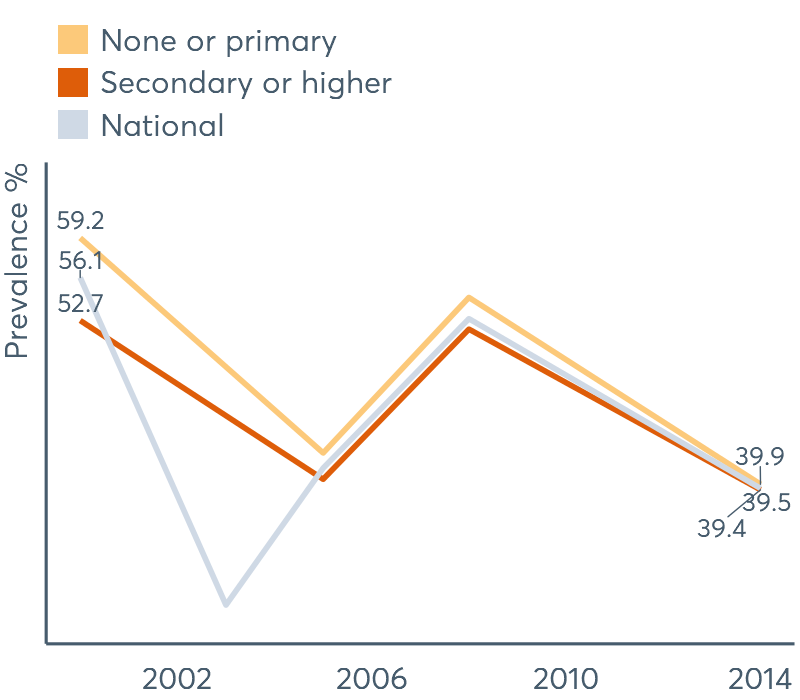 None or primary
Secondary or higher
National
Prevalence %
59.2
56.1
52.7
39.9
39.5
39.4
2002 2006 2010 2014